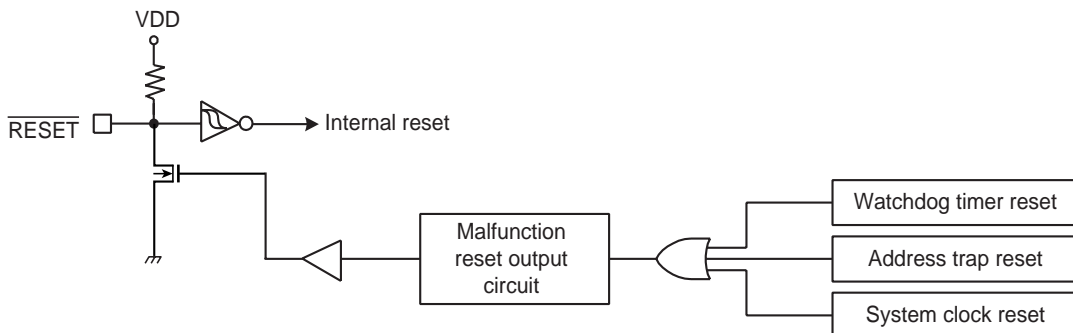 VDD
RESET
Internal reset
Malfunction
reset output
circuit
Watchdog timer reset
Address trap reset
System clock reset